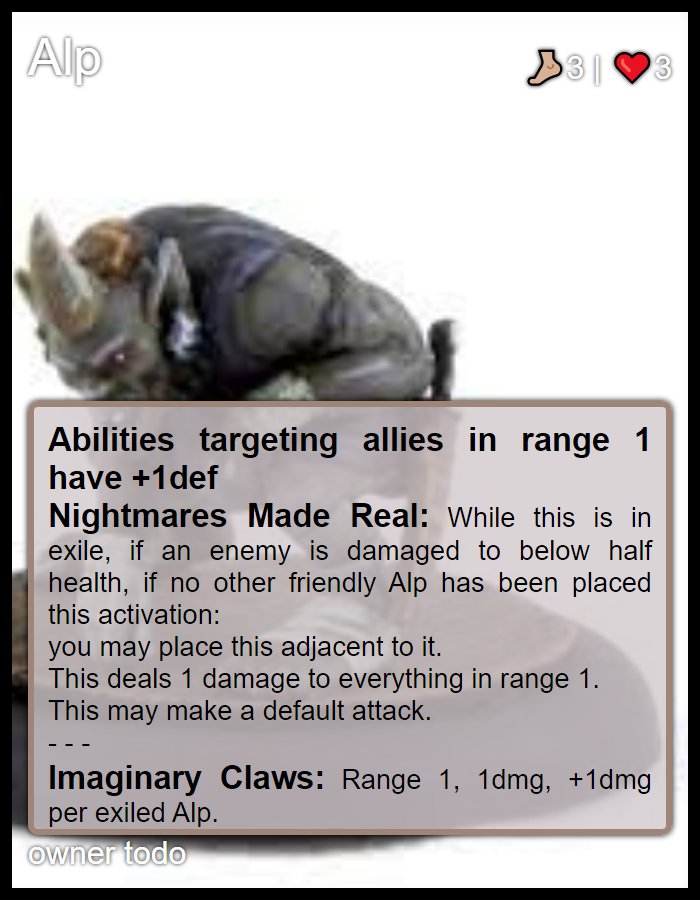 Alp
3 | 3
Abilities targeting allies in range 1
have +1def
Nightmares Made Real: While this is in
exile, if an enemy is damaged to below half
health, if no other friendly Alp has been placed
this activation:
you may place this adjacent to it.
This deals 1 damage to everything in range 1.
This may make a default attack.
- - -
Imaginary Claws: Range 1, 1dmg, +1dmg
per exiled Alp.
owner todo